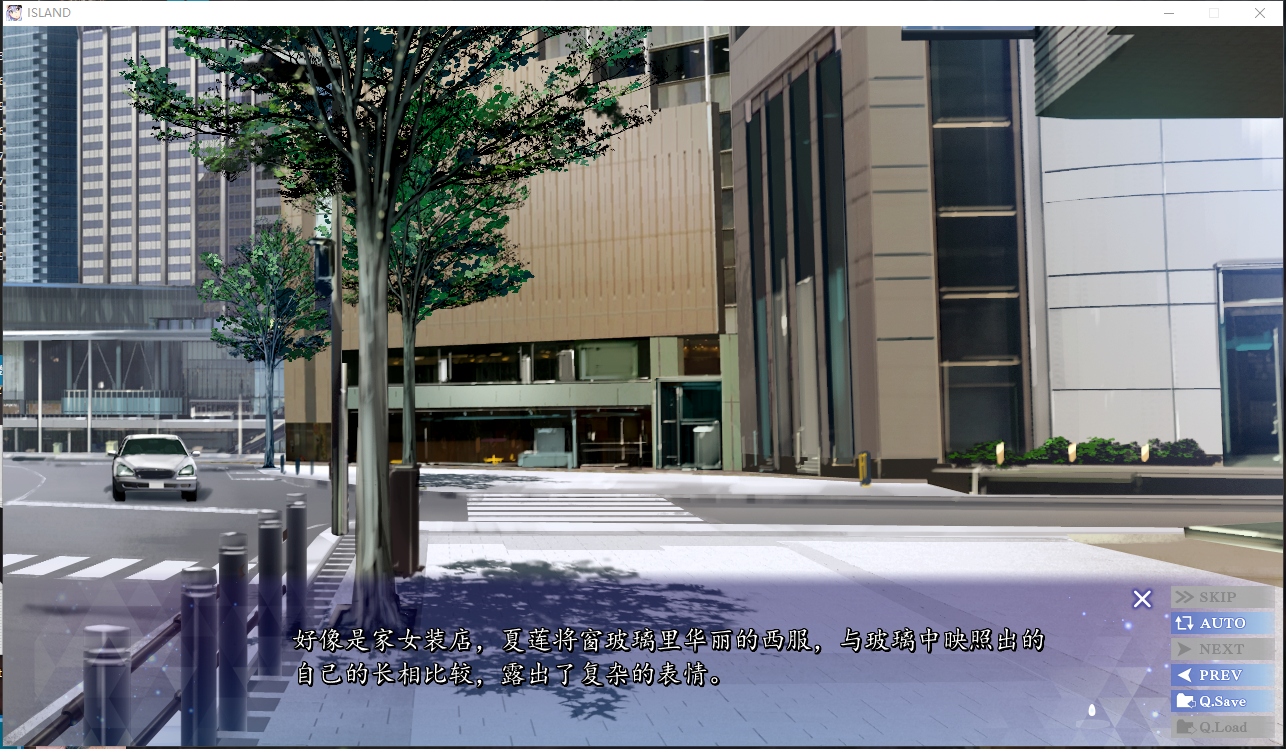 ISLAND
好像是家女装店，夏莲将窗玻璃里华丽的西服，与玻璃中映照出的
自己的长相比较，露出了复杂的表情。
SKIP
AUTO
NEXT
PREV
Q.Save
Q.Load